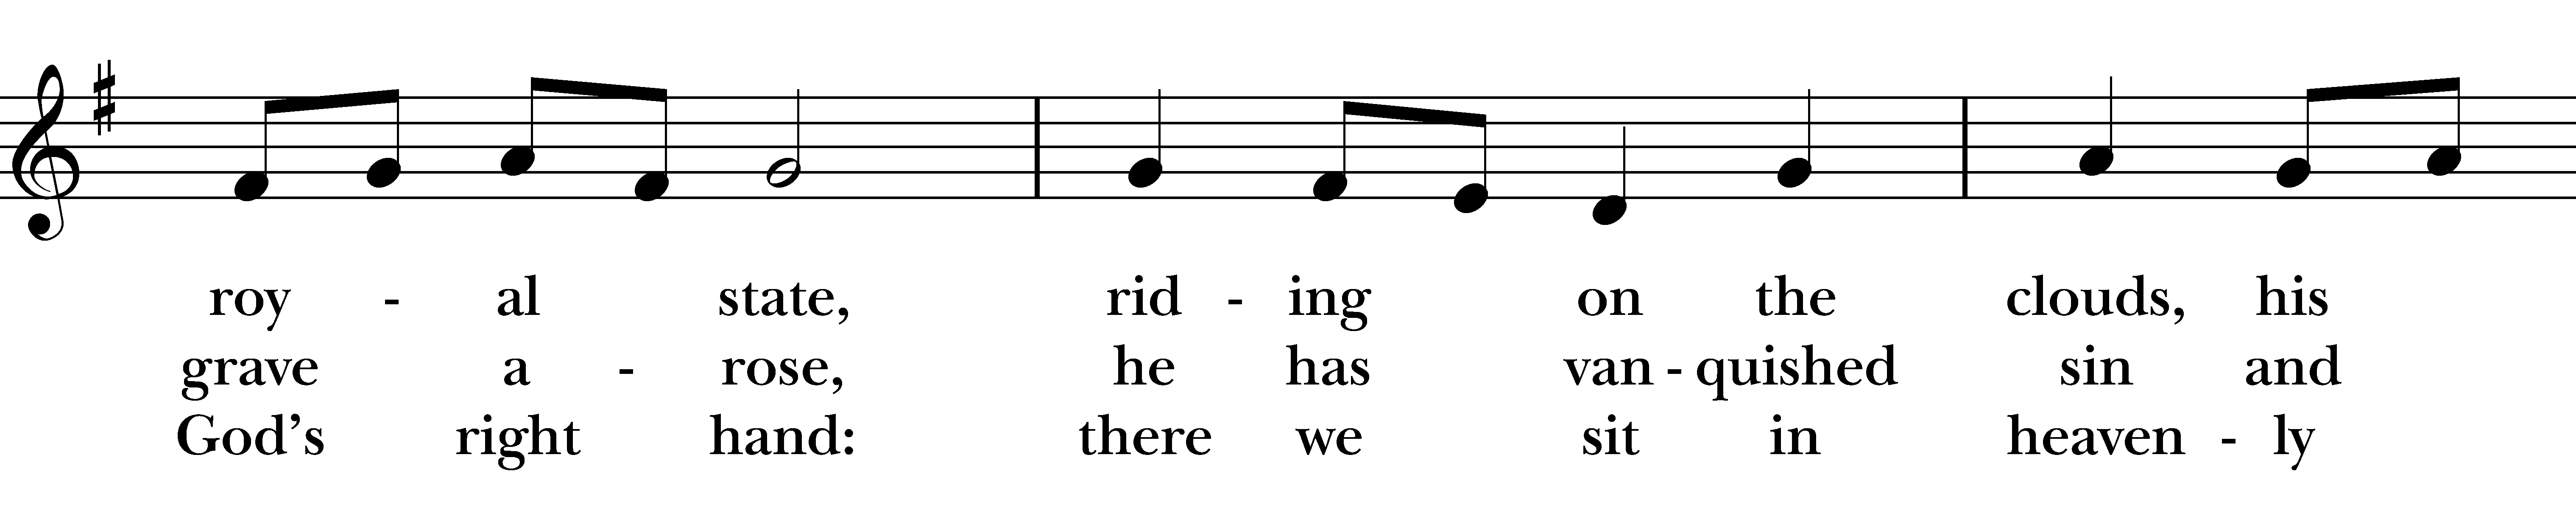 roy - al state, rid - ing on the clouds, his
grave a - rose, he has van - quished sin and
God’s right hand: there we sit in heaven - ly